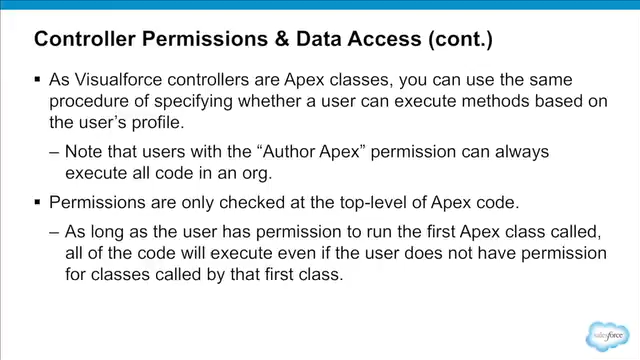 Controller Permissions & Data Access (cont.)
▪ As Visualforce controllers are Apex classes, you can use the same
procedure of specifying whether a user can execute methods based on
the user's profile.
– Note that users with the “Author Apex” permission can always
execute all code in an org.
▪ Permissions are only checked at the top-level of Apex code.
– As long as the user has permission to run the first Apex class called,
all of the code will execute even if the user does not have permission
for classes called by that first class.
salesforce